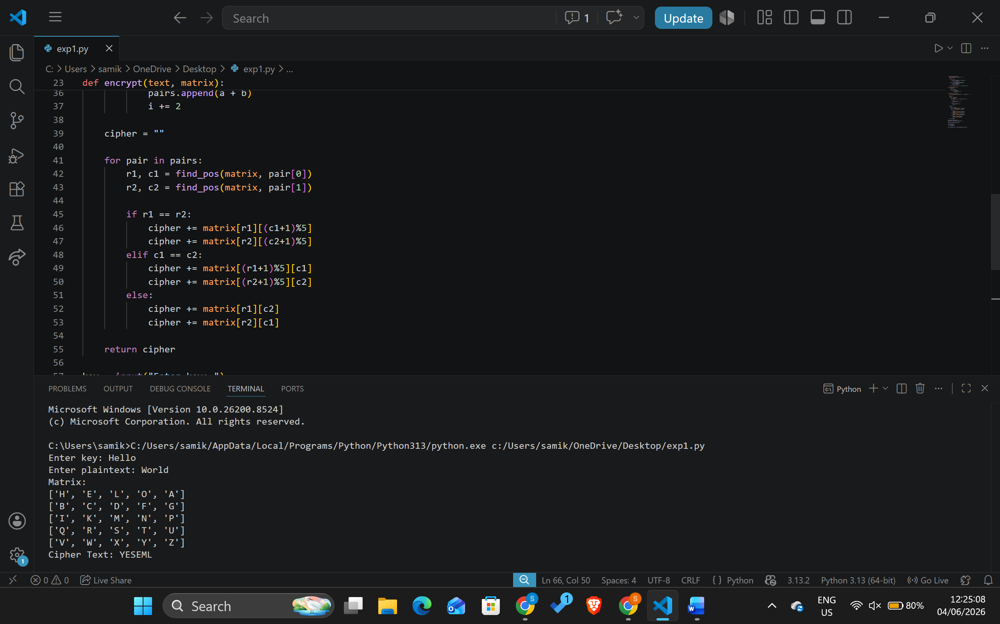 Search
1
Update
exp1.py
C: > Users > samik > OneDrive > Desktop > exp1.py > ...
23 def encrypt(text, matrix):
36 pairs.append(a + b)
37 i += 2
38
39 cipher = ""
40
41 for pair in pairs:
42 r1, c1 = find_pos(matrix, pair[0])
43 r2, c2 = find_pos(matrix, pair[1])
44
45 if r1 == r2:
46 cipher += matrix[r1][(c1+1)%5]
47 cipher += matrix[r2][(c2+1)%5]
48 elif c1 == c2:
49 cipher += matrix[(r1+1)%5][c1]
50 cipher += matrix[(r2+1)%5][c2]
51 else:
52 cipher += matrix[r1][c2]
53 cipher += matrix[r2][c1]
54
55 return cipher
56
57 key = input("Enter key: ")
PROBLEMS OUTPUT DEBUG CONSOLE TERMINAL PORTS
Python
Microsoft Windows [Version 10.0.26200.8524]
(c) Microsoft Corporation. All rights reserved.
C:\Users\samik>C:/Users/samik/AppData/Local/Programs/Python/Python313/python.exe c:/Users/samik/OneDrive/Desktop/exp1.py
Enter key: Hello
Enter plaintext: World
Matrix:
['H', 'E', 'L', 'O', 'A']
['B', 'C', 'D', 'F', 'G']
['I', 'K', 'M', 'N', 'P']
['Q', 'R', 'S', 'T', 'U']
['V', 'W', 'X', 'Y', 'Z']
Cipher Text: YESEML
1
0 0 Live Share Ln 66, Col 50 Spaces: 4 UTF-8 CRLF { } Python 3.13.2 Python 3.13 (64-bit) Go Live
Search
S
1
S
ENG
US
80%
12:25:08
04/06/2026